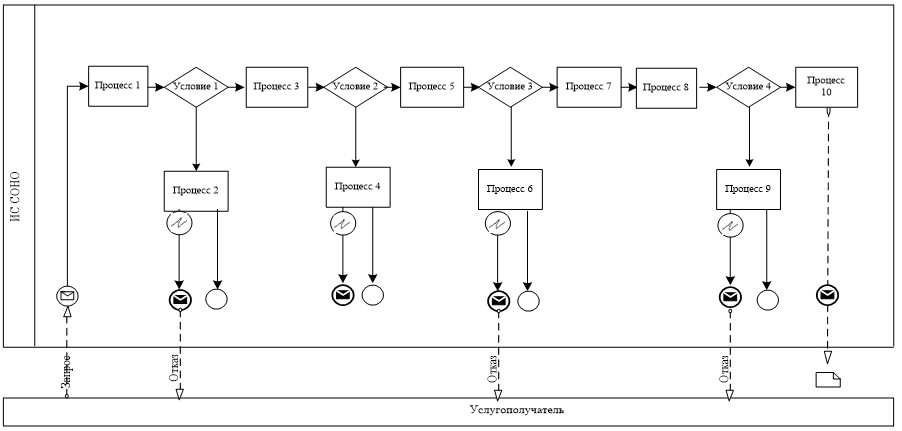 ИС СОНО
Процесс 1
Условие 1
Процесс 3
Условие 2
Процесс 5
Условие 3
Процесс 7
Процесс 8
Условие 4
Процесс
10
Процесс 2
Процесс 4
Процесс 6
Процесс 9
Запрос
Отказ
Отказ
Отказ
Услугополучатель